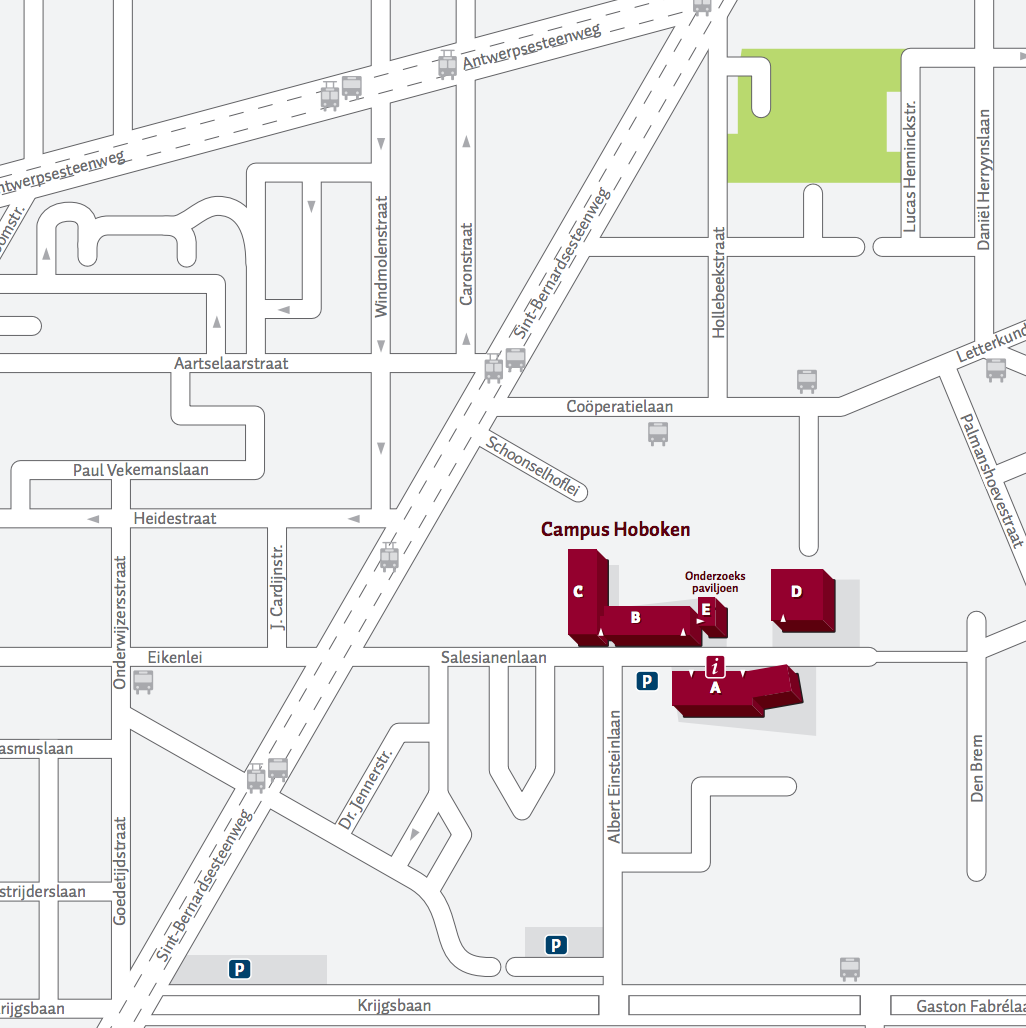 Antwerpsesteenweg
ntwerpsesteenweg
omstr.
Lucas Henninckstr.
Daniël Herrynslaan
Windmolenstraat
Caronstraat
Sint-Bernardsesteenweg
Hollebeekstraat
Letterkund
Aartselaarstraat
Coöperatielaan
Schoonselhoflei
Palmanshoevestraat
Paul Vekemanslaan
Heidestraat
Campus Hoboken
Onderzoeks
paviljoen
C
B
E
D
J. Cardijnstr.
Onderwijzersstraat
Eikenlei
Salesianenlaan
i
A
P
asmuslaan
Dr. Jennerstr.
Albert Einsteinlaan
Den Brem
Goedetijdstraat
Sint-Bernardsesteenweg
strijderslaan
P
P
rijgsbaan
Krijgsbaan
Gaston Fabréla